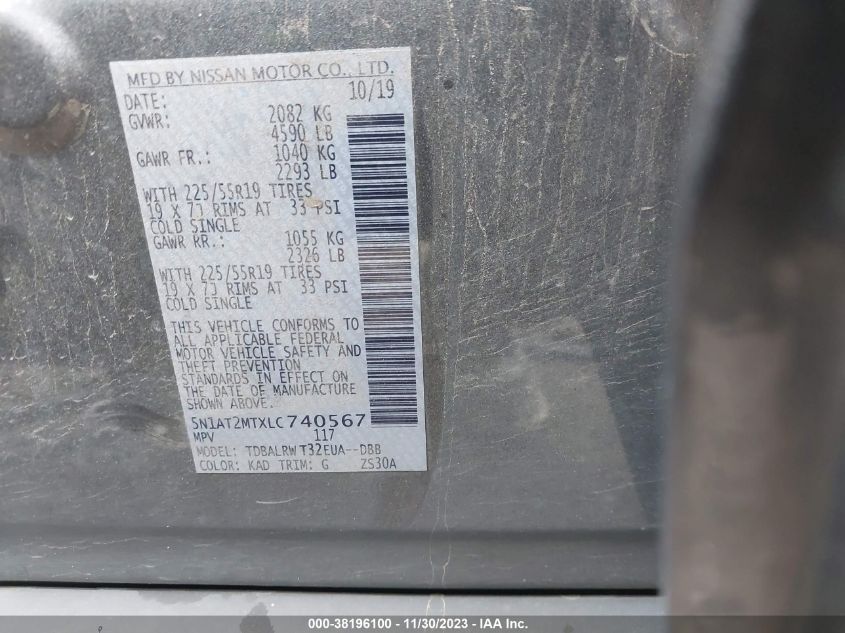 MFD BY NISSAN MOTOR CO., LTD.
DATE: 10/19
GVWR: 2082 KG
4590 LB
GAWR FR.: 1040 KG
2293 LB
WITH 225/55R19 TIRES
19 X 7J RIMS AT 33 PSI
COLD SINGLE
GAWR RR.: 1055 KG
2326 LB
WITH 225/55R19 TIRES
19 X 7J RIMS AT 33 PSI
COLD SINGLE
THIS VEHICLE CONFORMS TO
ALL APPLICABLE FEDERAL
MOTOR VEHICLE SAFETY AND
THEFT PREVENTION
STANDARDS IN EFFECT ON
THE DATE OF MANUFACTURE
SHOWN ABOVE.
5N1AT2MTXLC740567
MPV 117
MODEL: TDBALRW T32EUA--DBB
COLOR: KAD TRIM: G ZS30A
000-38196100 - 11/30/2023 - IAA Inc.